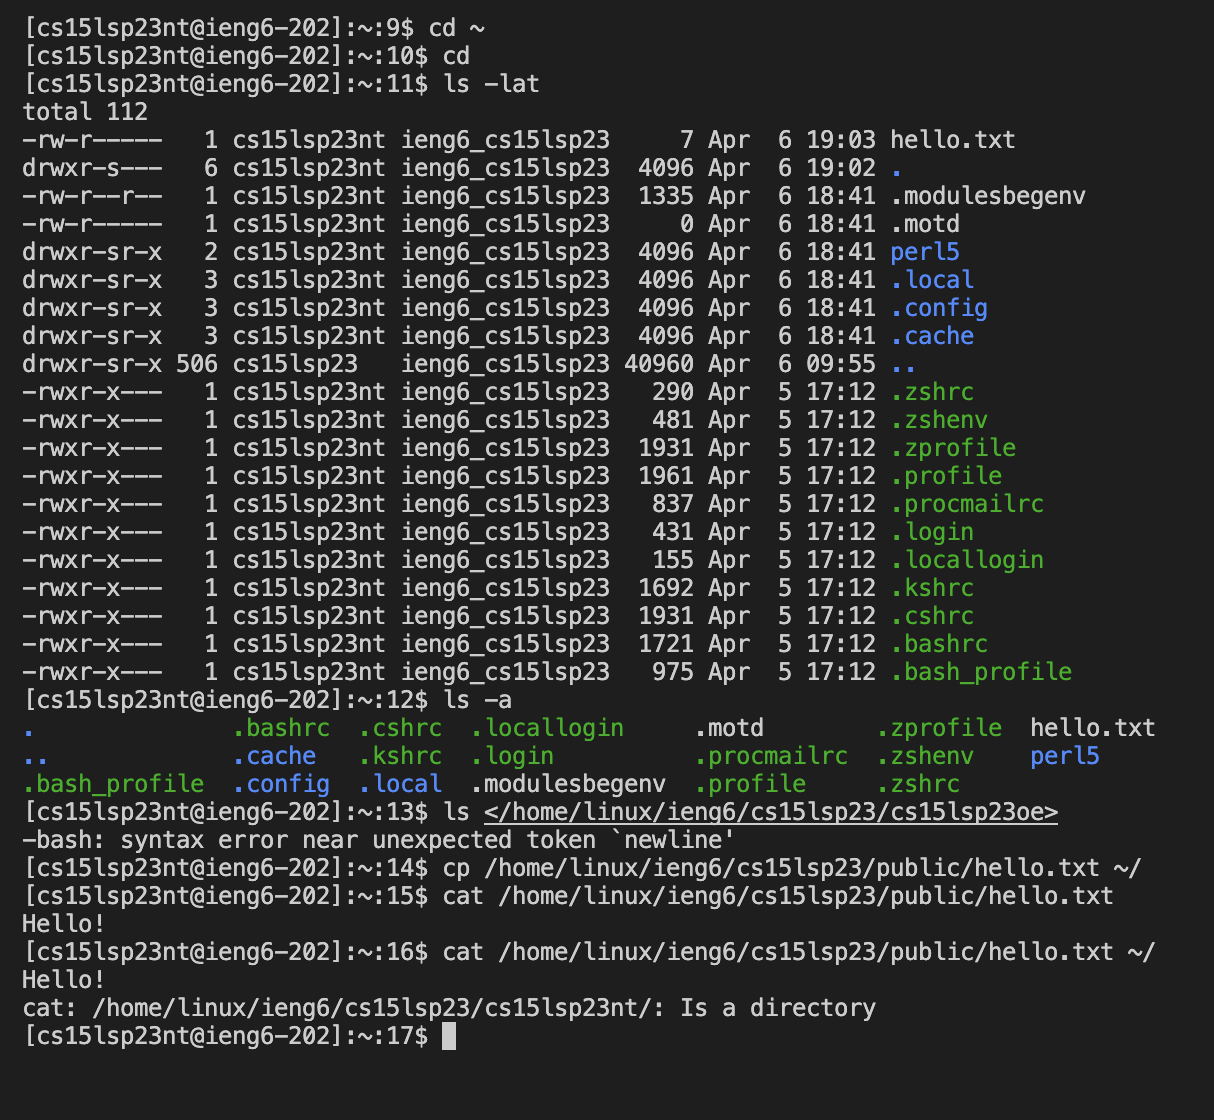 [cs15lsp23nt@ieng6-202]:~:9$ cd ~
[cs15lsp23nt@ieng6-202]:~:10$ cd
[cs15lsp23nt@ieng6-202]:~:11$ ls -lat
total 112
-rw-r-----   1 cs15lsp23nt ieng6_cs15lsp23     7 Apr  6 19:03 hello.txt
drwxr-s---   6 cs15lsp23nt ieng6_cs15lsp23  4096 Apr  6 19:02 .
-rw-r--r--   1 cs15lsp23nt ieng6_cs15lsp23  1335 Apr  6 18:41 .modulesbegenv
-rw-r-----   1 cs15lsp23nt ieng6_cs15lsp23     0 Apr  6 18:41 .motd
drwxr-sr-x   2 cs15lsp23nt ieng6_cs15lsp23  4096 Apr  6 18:41 perl5
drwxr-sr-x   3 cs15lsp23nt ieng6_cs15lsp23  4096 Apr  6 18:41 .local
drwxr-sr-x   3 cs15lsp23nt ieng6_cs15lsp23  4096 Apr  6 18:41 .config
drwxr-sr-x   3 cs15lsp23nt ieng6_cs15lsp23  4096 Apr  6 18:41 .cache
drwxr-sr-x 506 cs15lsp23   ieng6_cs15lsp23 40960 Apr  6 09:55 ..
-rwxr-x---   1 cs15lsp23nt ieng6_cs15lsp23   290 Apr  5 17:12 .zshrc
-rwxr-x---   1 cs15lsp23nt ieng6_cs15lsp23   481 Apr  5 17:12 .zshenv
-rwxr-x---   1 cs15lsp23nt ieng6_cs15lsp23  1931 Apr  5 17:12 .zprofile
-rwxr-x---   1 cs15lsp23nt ieng6_cs15lsp23  1961 Apr  5 17:12 .profile
-rwxr-x---   1 cs15lsp23nt ieng6_cs15lsp23   837 Apr  5 17:12 .procmailrc
-rwxr-x---   1 cs15lsp23nt ieng6_cs15lsp23   431 Apr  5 17:12 .login
-rwxr-x---   1 cs15lsp23nt ieng6_cs15lsp23   155 Apr  5 17:12 .locallogin
-rwxr-x---   1 cs15lsp23nt ieng6_cs15lsp23  1692 Apr  5 17:12 .kshrc
-rwxr-x---   1 cs15lsp23nt ieng6_cs15lsp23  1931 Apr  5 17:12 .cshrc
-rwxr-x---   1 cs15lsp23nt ieng6_cs15lsp23  1721 Apr  5 17:12 .bashrc
-rwxr-x---   1 cs15lsp23nt ieng6_cs15lsp23   975 Apr  5 17:12 .bash_profile
[cs15lsp23nt@ieng6-202]:~:12$ ls -a
.              .bashrc  .cshrc  .locallogin     .motd        .zprofile  hello.txt
..             .cache   .kshrc  .login          .procmailrc  .zshenv    perl5
.bash_profile  .config  .local  .modulesbegenv  .profile     .zshrc
[cs15lsp23nt@ieng6-202]:~:13$ ls </home/linux/ieng6/cs15lsp23/cs15lsp23oe>
-bash: syntax error near unexpected token `newline'
[cs15lsp23nt@ieng6-202]:~:14$ cp /home/linux/ieng6/cs15lsp23/public/hello.txt ~/
[cs15lsp23nt@ieng6-202]:~:15$ cat /home/linux/ieng6/cs15lsp23/public/hello.txt
Hello!
[cs15lsp23nt@ieng6-202]:~:16$ cat /home/linux/ieng6/cs15lsp23/public/hello.txt ~/
Hello!
cat: /home/linux/ieng6/cs15lsp23/cs15lsp23nt/: Is a directory
[cs15lsp23nt@ieng6-202]:~:17$